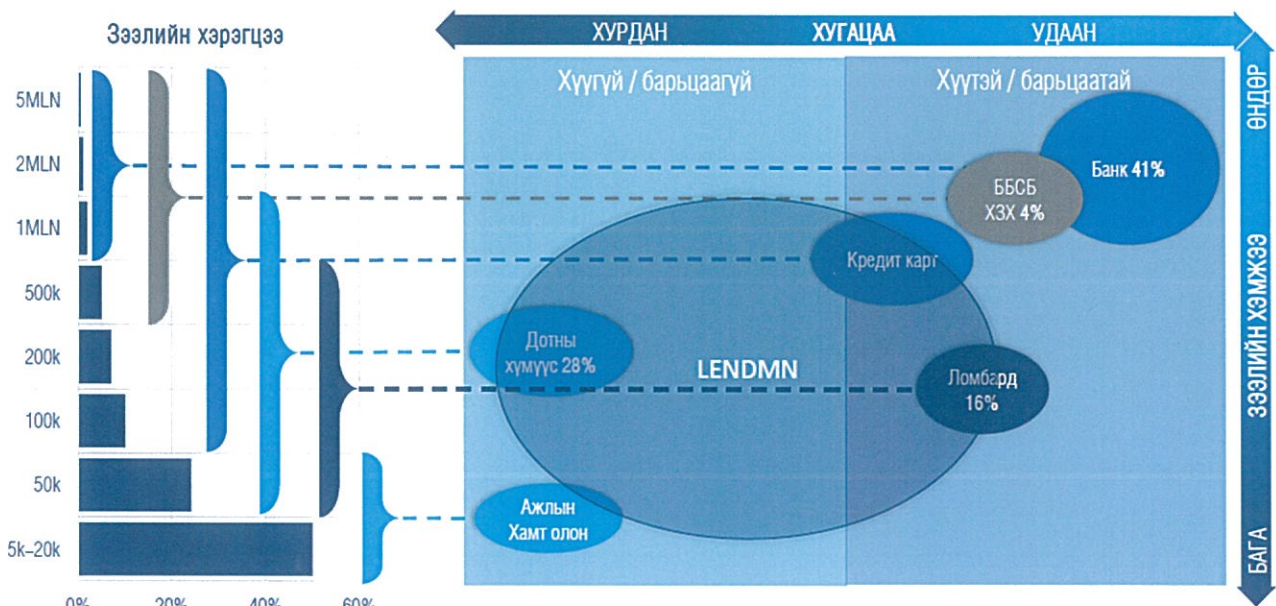 Зээлийн хэрэгцээ
5MLN
2MLN
1MLN
500k
200k
100k
50k
5k–20k
0%
20%
40%
60%
ХУРДАН
ХУГАЦАА
УДААН
Хүүгүй / барьцаагүй
Хүүтэй / барьцаатай
Банк 41%
ББСБ
ХЗХ 4%
Кредит карт
Дотны
хүмүүс 28%
LENDMN
Ломбард
16%
Ажлын
Хамт олон
ӨНДӨР
ЗЭЭЛИЙН ХЭМЖЭЭ
БАГА